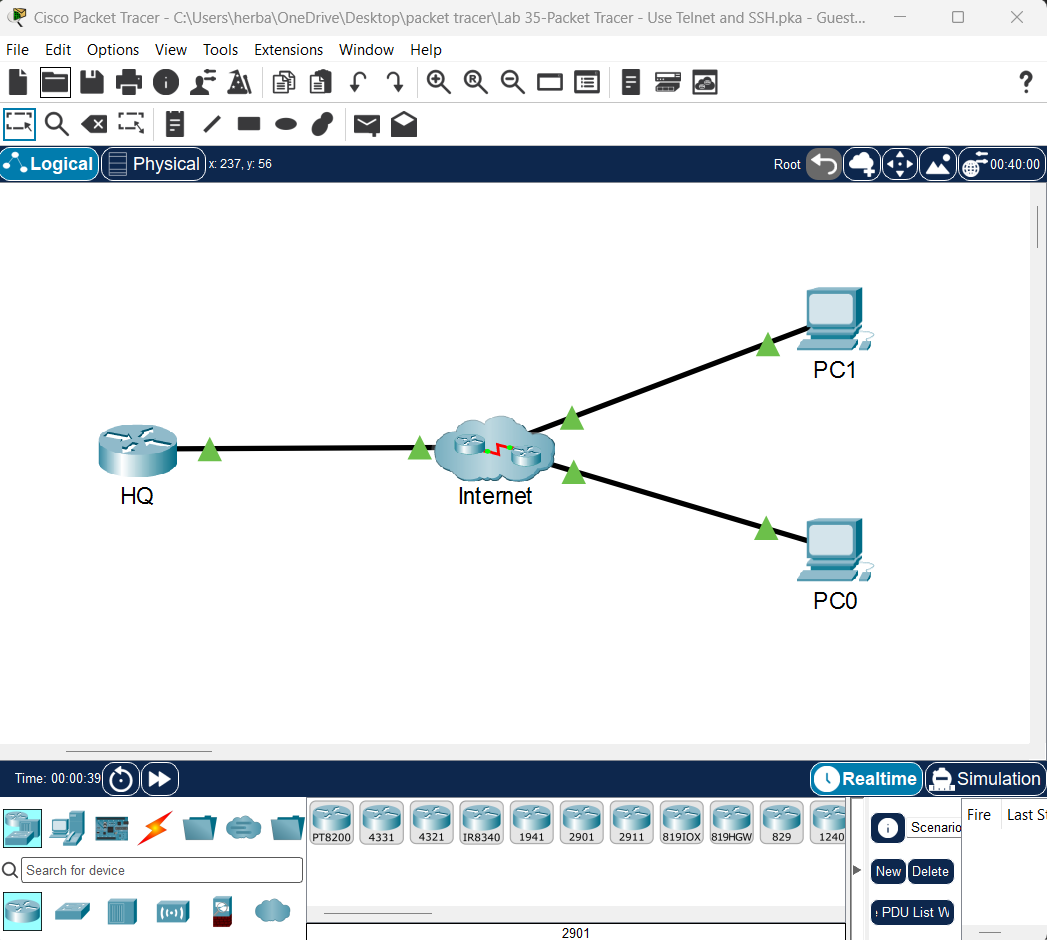 Cisco Packet Tracer - C:\Users\herba\OneDrive\Desktop\packet tracer\Lab 35-Packet Tracer - Use Telnet and SSH.pka - Guest...
File Edit Options View Tools Extensions Window Help
?
Logical Physical x: 237, y: 56 Root 00:40:00
PC1
HQ
Internet
PC0
Time: 00:00:39 Realtime Simulation
PT8200 4331 4321 IR8340 1941 2901 2911 819IOX 819HGW 829 1240
Scenario Fire Last St
Search for device
New Delete
PDU List W
2901